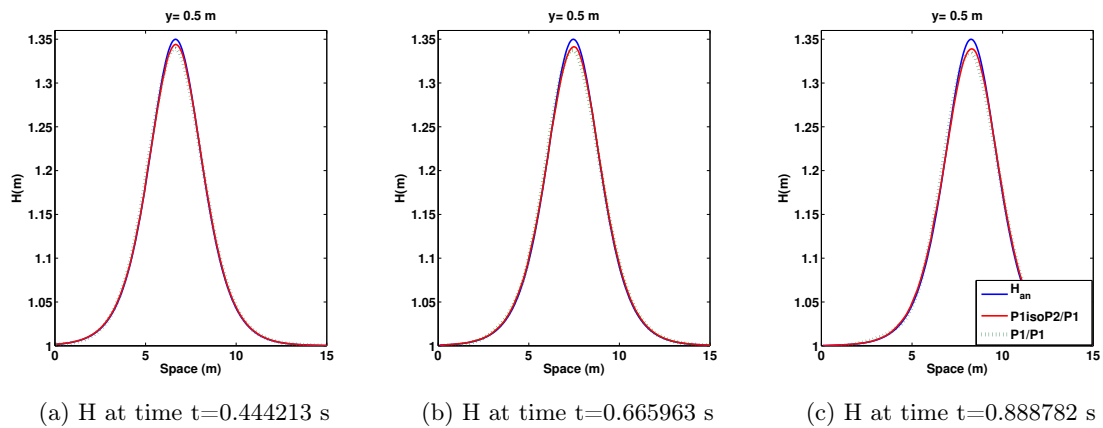 y= 0.5 m
1.35
1.3
1.25
1.2
1.15
1.1
1.05
1
H(m)
0
5
10
15
Space (m)
(a) H at time t=0.444213 s
y= 0.5 m
1.35
1.3
1.25
1.2
1.15
1.1
1.05
1
H(m)
0
5
10
15
Space (m)
(b) H at time t=0.665963 s
y= 0.5 m
1.35
1.3
1.25
1.2
1.15
1.1
1.05
1
H(m)
0
5
10
15
Space (m)
H_an
P1isoP2/P1
P1/P1
(c) H at time t=0.888782 s